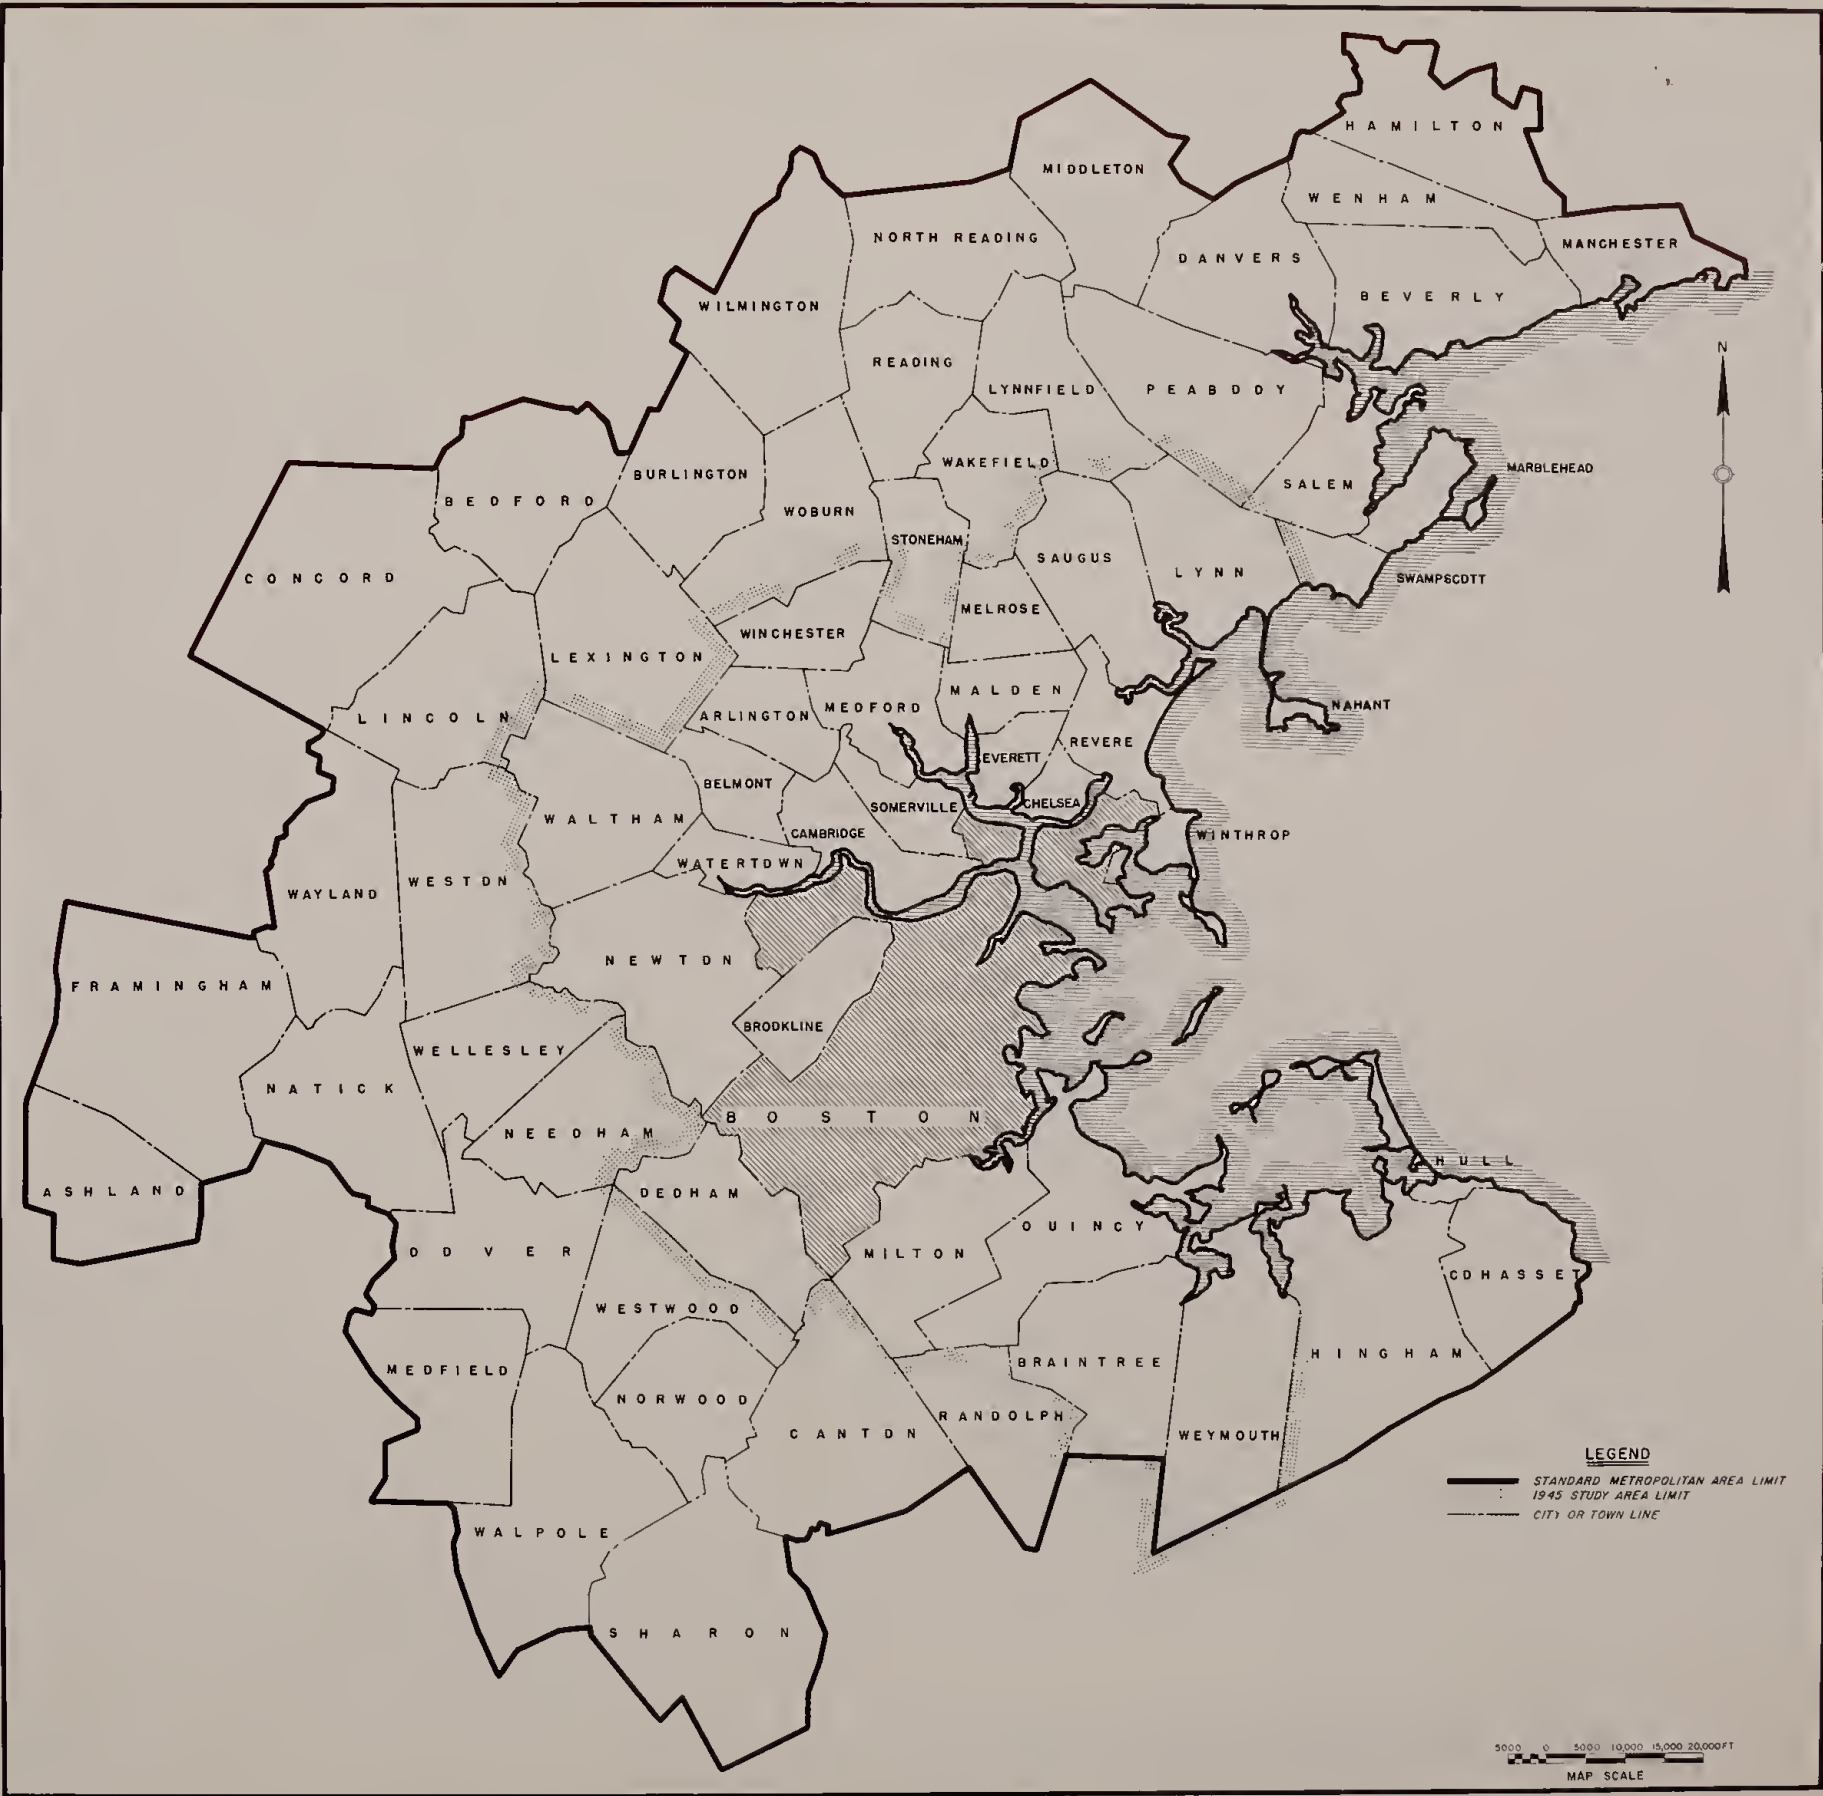 HAMILTON
MIDDLETON
WENHAM
NORTH READING
MANCHESTER
DANVERS
BEVERLY
WILMINGTON
N
READING
LYNNFIELD
PEABODY
WAKEFIELD
MARBLEHEAD
BURLINGTON
SALEM
BEDFORD
WOBURN
STONEHAM
SAUGUS
LYNN
CONCORD
SWAMPSCOTT
MELROSE
WINCHESTER
LEXINGTON
MALDEN
NAHANT
MEDFORD
ARLINGTON
LINCOLN
REVERE
EVERETT
BELMONT
CHELSEA
SOMERVILLE
WALTHAM
CAMBRIDGE
WINTHROP
WATERTOWN
WESTON
WAYLAND
NEWTON
FRAMINGHAM
BROOKLINE
WELLESLEY
NATICK
BOSTON
NEEDHAM
HULL
ASHLAND
DEDHAM
QUINCY
DOVER
MILTON
COHASSET
WESTWOOD
HINGHAM
BRAINTREE
MEDFIELD
NORWOOD
RANDOLPH
CANTON
WEYMOUTH
LEGEND
STANDARD METROPOLITAN AREA LIMIT
1945 STUDY AREA LIMIT
CITY OR TOWN LINE
WALPOLE
SHARON
5000 0 5000 10,000 15,000 20,000 FT
MAP SCALE